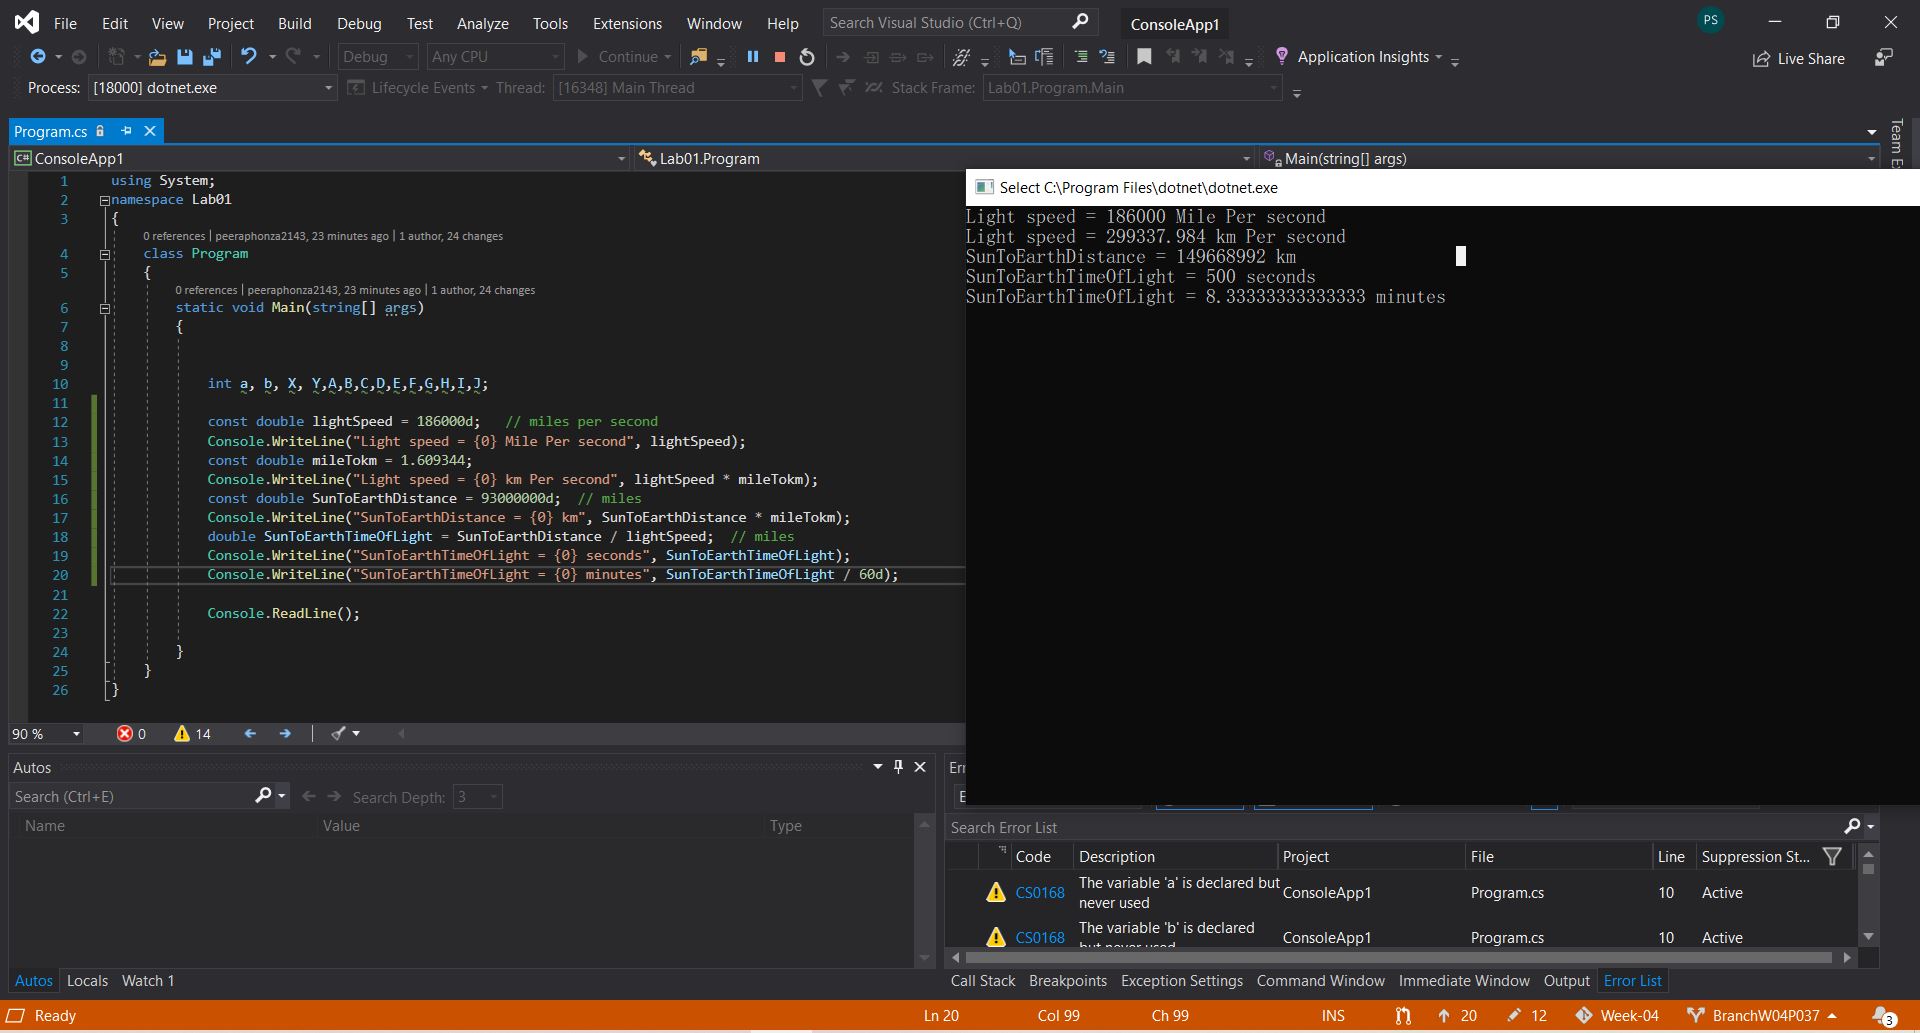 File Edit View Project Build Debug Test Analyze Tools Extensions Window Help Search Visual Studio (Ctrl+Q) ConsoleApp1 PS
Debug Any CPU Continue Application Insights Live Share
Process: [18000] dotnet.exe Lifecycle Events Thread: [16348] Main Thread Stack Frame: Lab01.Program.Main
Program.cs
Team Ex
C# ConsoleApp1 Lab01.Program Main(string[] args)
1 using System;
2 namespace Lab01
3 {
0 references | peeraphonza2143, 23 minutes ago | 1 author, 24 changes
4 class Program
5 {
0 references | peeraphonza2143, 23 minutes ago | 1 author, 24 changes
6 static void Main(string[] args)
7 {
8
9
10 int a, b, X, Y,A,B,C,D,E,F,G,H,I,J;
11
12 const double lightSpeed = 186000d; // miles per second
13 Console.WriteLine("Light speed = {0} Mile Per second", lightSpeed);
14 const double mileTokm = 1.609344;
15 Console.WriteLine("Light speed = {0} km Per second", lightSpeed * mileTokm);
16 const double SunToEarthDistance = 93000000d; // miles
17 Console.WriteLine("SunToEarthDistance = {0} km", SunToEarthDistance * mileTokm);
18 double SunToEarthTimeOfLight = SunToEarthDistance / lightSpeed; // miles
19 Console.WriteLine("SunToEarthTimeOfLight = {0} seconds", SunToEarthTimeOfLight);
20 Console.WriteLine("SunToEarthTimeOfLight = {0} minutes", SunToEarthTimeOfLight / 60d);
21
22 Console.ReadLine();
23
24 }
25 }
26 }
Select C:\Program Files\dotnet\dotnet.exe
Light speed = 186000 Mile Per second
Light speed = 299337.984 km Per second
SunToEarthDistance = 149668992 km
SunToEarthTimeOfLight = 500 seconds
SunToEarthTimeOfLight = 8.33333333333333 minutes
90 % 0 14
Autos
Search (Ctrl+E) Search Depth: 3
Name Value Type
Autos Locals Watch 1
Err
E
Search Error List
Code Description Project File Line Suppression St...
CS0168 The variable 'a' is declared but never used ConsoleApp1 Program.cs 10 Active
CS0168 The variable 'b' is declared but never used ConsoleApp1 Program.cs 10 Active
Call Stack Breakpoints Exception Settings Command Window Immediate Window Output Error List
Ready Ln 20 Col 99 Ch 99 INS 20 12 Week-04 BranchW04P037 3